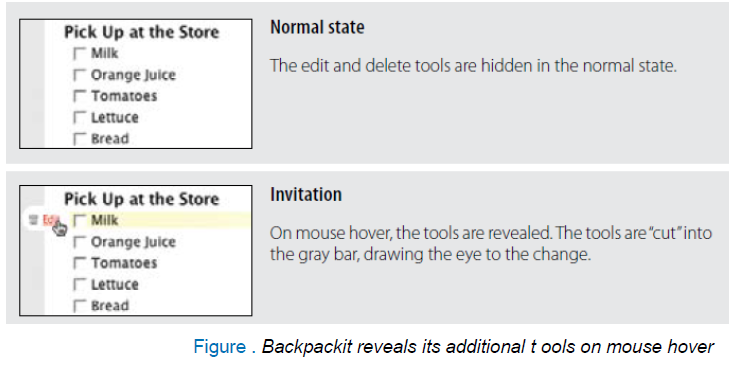 Pick Up at the Store
Milk
Orange Juice
Tomatoes
Lettuce
Bread
Normal state
The edit and delete tools are hidden in the normal state.
Pick Up at the Store
Edit
Milk
Orange Juice
Tomatoes
Lettuce
Bread
Invitation
On mouse hover, the tools are revealed. The tools are “cut” into
the gray bar, drawing the eye to the change.
Figure . Backpackit reveals its additional t ools on mouse hover